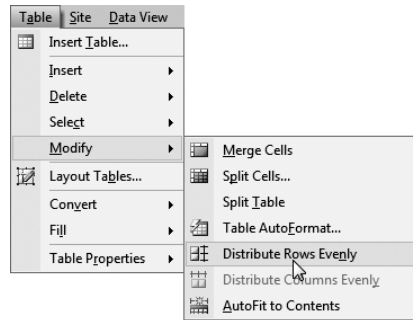 Table Site Data View
Insert Table...
Insert
Delete
Select
Modify
Layout Tables...
Convert
Fill
Table Properties
Merge Cells
Split Cells...
Split Table
Table AutoFormat...
Distribute Rows Evenly
Distribute Columns Evenly
AutoFit to Contents